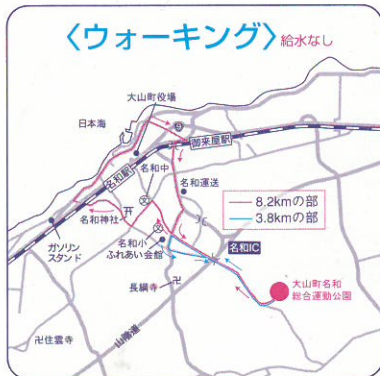 〈ウォーキング〉給水なし
大山町役場
日本海
9
御来屋駅
名和駅
名和中
名和運送
8.2kmの部
3.8kmの部
名和神社
ガソリン
スタンド
名和小
ふれあい会館
名和IC
長綱寺
大山町名和
総合運動公園
住雲寺
山陰道